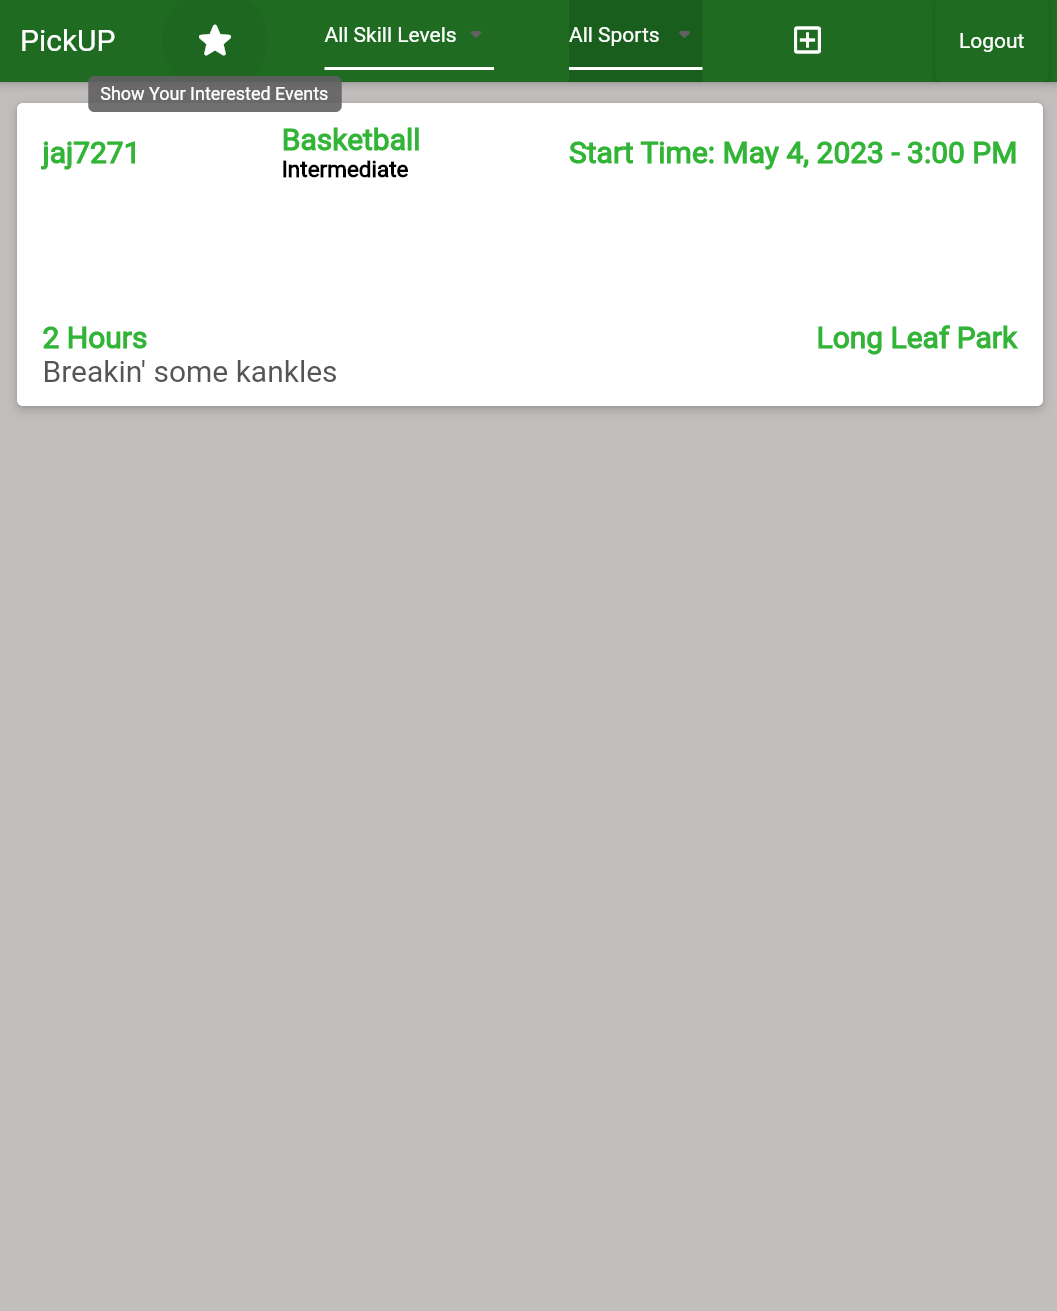 PickUP
All Skill Levels
All Sports
Logout
Show Your Interested Events
jaj7271
Basketball
Intermediate
Start Time: May 4, 2023 - 3:00 PM
2 Hours
Long Leaf Park
Breakin' some kankles